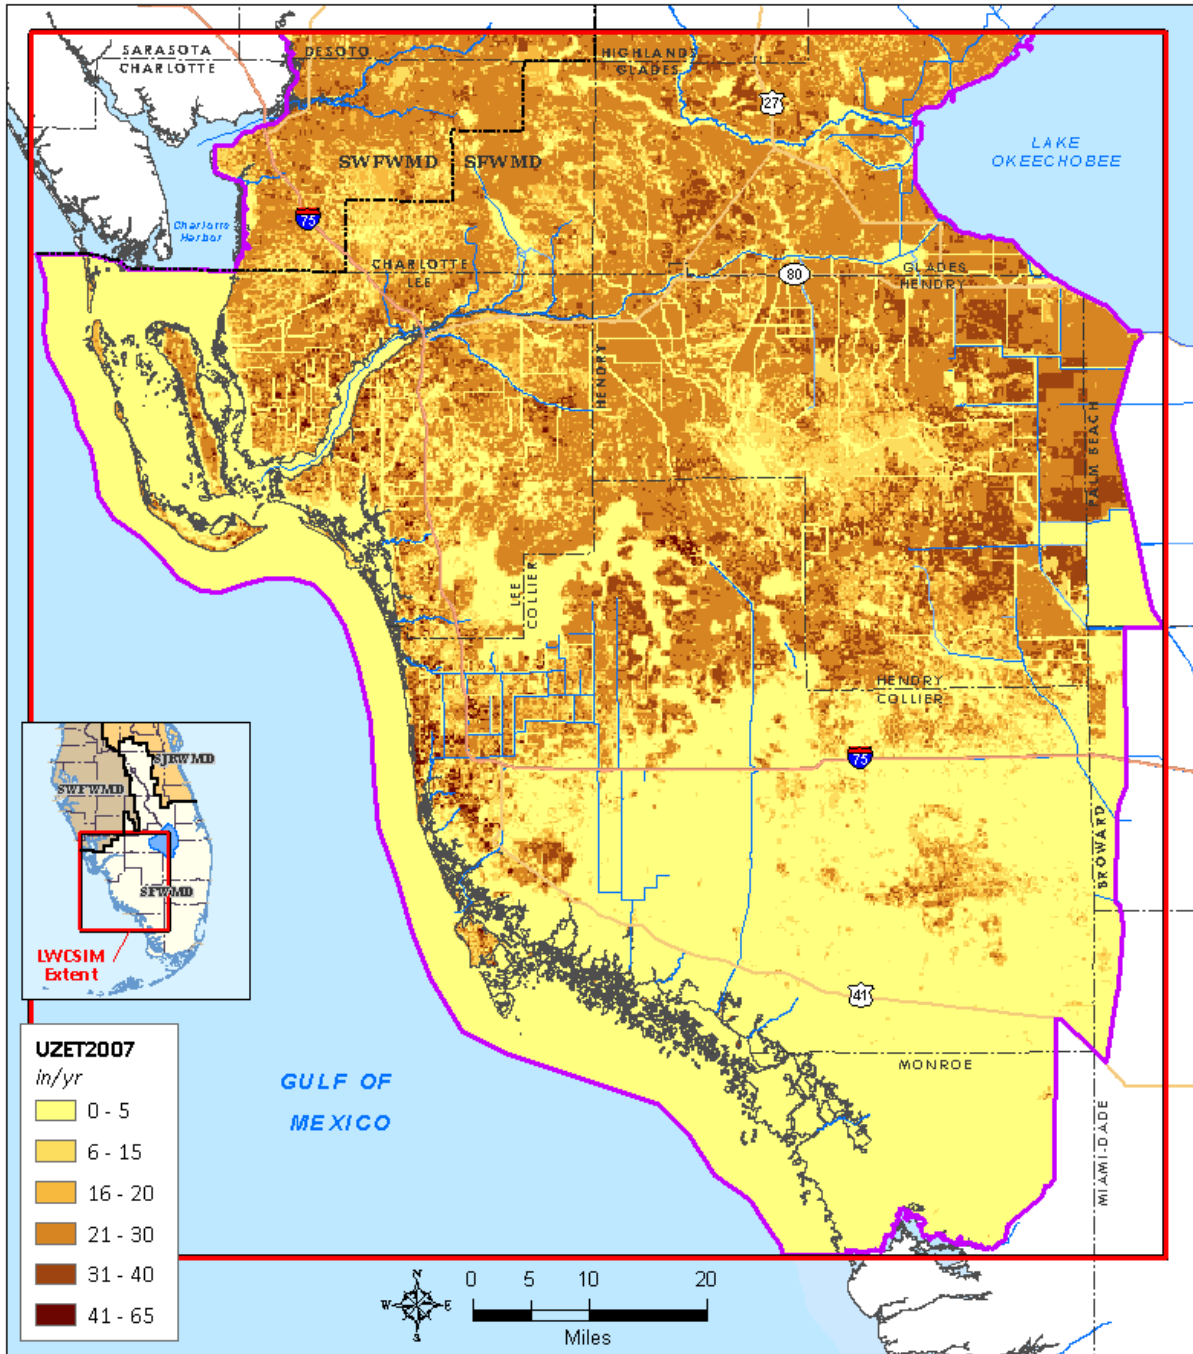 SARASOTA
CHARLOTTE
DESOTO
HIGHLANDS
GLADES
27
LAKE
OKEECHOBEE
SWFWMD
SFWMD
75
Charlotte
Harbor
CHARLOTTE
LEE
80
GLADES
HENDRY
HENDRY
PALM BEACH
LEE
COLLIER
HENDRY
COLLIER
75
SJRWMD
SWFWMD
SFWMD
LWCSIM
Extent
BROWARD
41
MONROE
MIAMI-DADE
GULF OF
MEXICO
UZET2007
in/yr
0 - 5
6 - 15
16 - 20
21 - 30
31 - 40
41 - 65
N
W
E
S
0 5 10 20
Miles